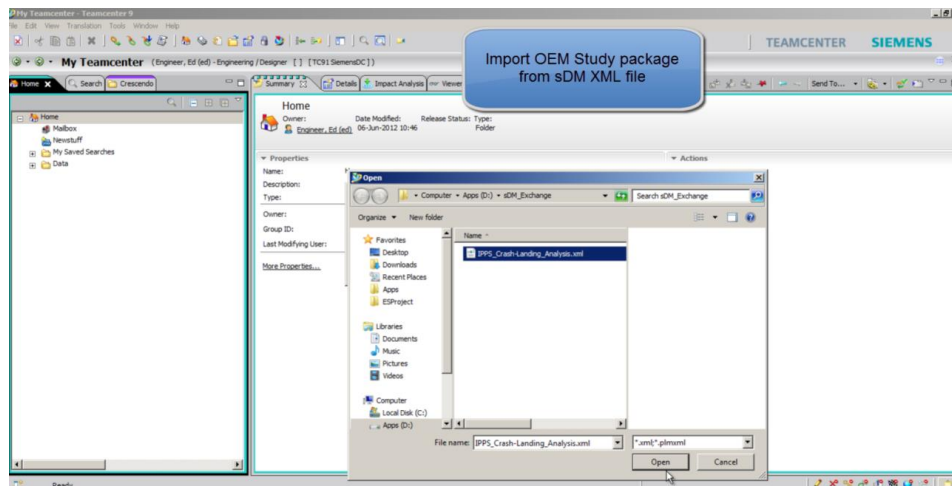 My Teamcenter - Teamcenter 9
File Edit View Translation Tools Window Help
TEAMCENTER SIEMENS
Import OEM Study package
from sDM XML file
My Teamcenter (Engineer, Ed (ed) - Engineering / Designer [ ] [TC91 SiemensDC])
Home Search Crescendo
Summary Details Impact Analysis Viewer
Send To...
Home
Mailbox
Newstuff
My Saved Searches
Data
Home
Owner: Date Modified: Release Status: Type:
Engineer, Ed (ed) 06-Jun-2012 10:46 Folder
Properties
Actions
Name:
Description:
Type:
Owner:
Group ID:
Last Modifying User:
More Properties...
Open
Computer Apps (D:) sDM_Exchange
Search sDM_Exchange
Organize New folder
Favorites
Desktop
Downloads
Recent Places
Apps
ESProject
Libraries
Documents
Music
Pictures
Videos
Computer
Local Disk (C:)
Apps (D:)
Name
IPPS_Crash-Landing_Analysis.xml
File name: IPPS_Crash-Landing_Analysis.xml
*.xml;*.plmxml
Open Cancel
Ready